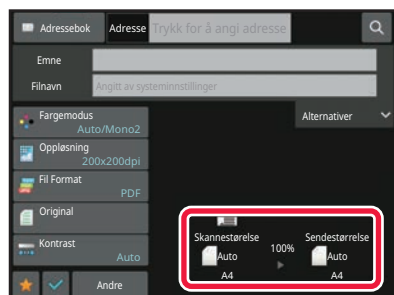 Adressebok Adresse Trykk for å angi adresse
Emne
Filnavn Angitt av systeminnstillinger
Fargemodus
Auto/Mono2
Alternativer
Oppløsning
200x200dpi
Fil Format
PDF
Original
Skannestørelse 100% Sendestørrelse
Auto Auto
A4 A4
Kontrast
Auto
Andre